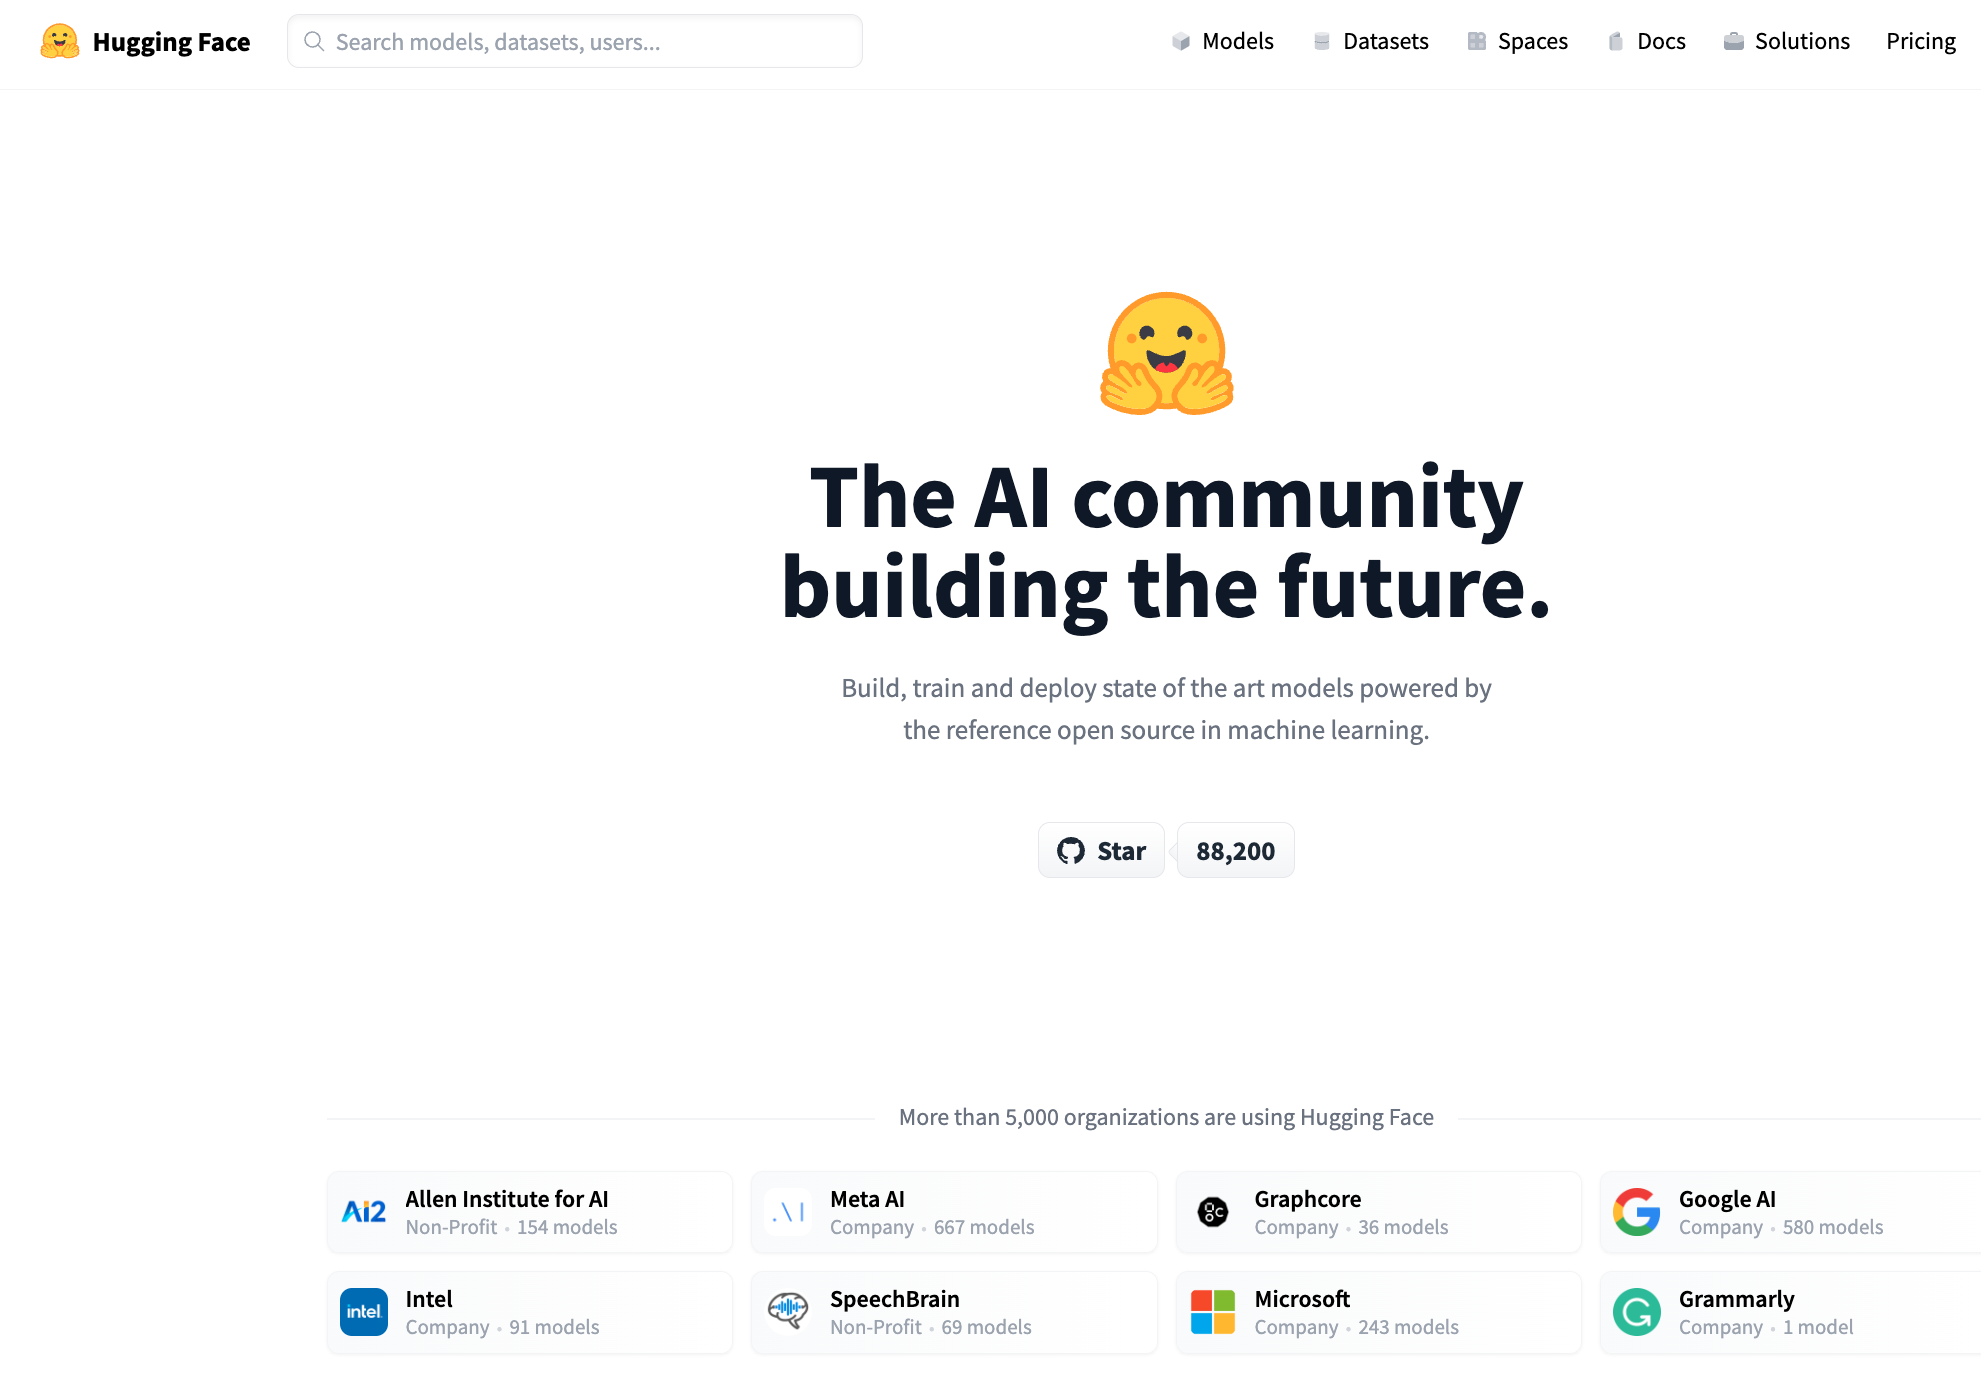 Hugging Face
Search models, datasets, users...
Models
Datasets
Spaces
Docs
Solutions
Pricing
The AI community
building the future.
Build, train and deploy state of the art models powered by
the reference open source in machine learning.
Star
88,200
More than 5,000 organizations are using Hugging Face
Ai2
Allen Institute for AI
Non-Profit • 154 models
Meta AI
Company • 667 models
Graphcore
Company • 36 models
Google AI
Company • 580 models
intel
Intel
Company • 91 models
SpeechBrain
Non-Profit • 69 models
Microsoft
Company • 243 models
Grammarly
Company • 1 model